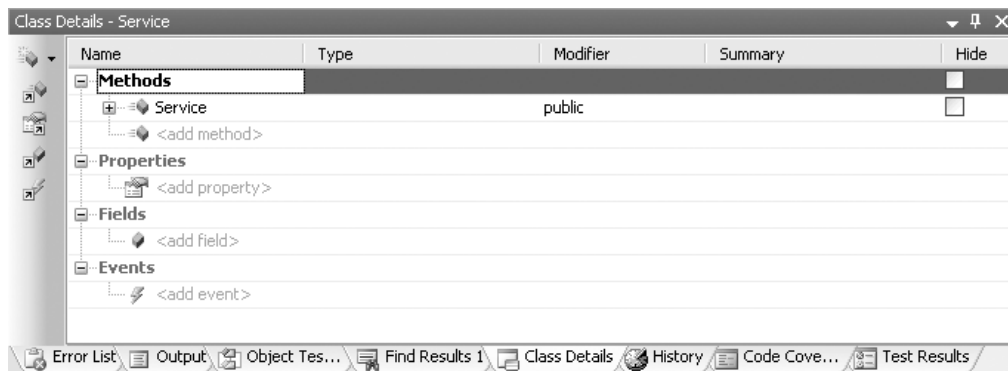 Class Details - Service
Name Type Modifier Summary Hide
Methods
Service public
<add method>
Properties
<add property>
Fields
<add field>
Events
<add event>
Error List Output Object Tes... Find Results 1 Class Details History Code Cove... Test Results